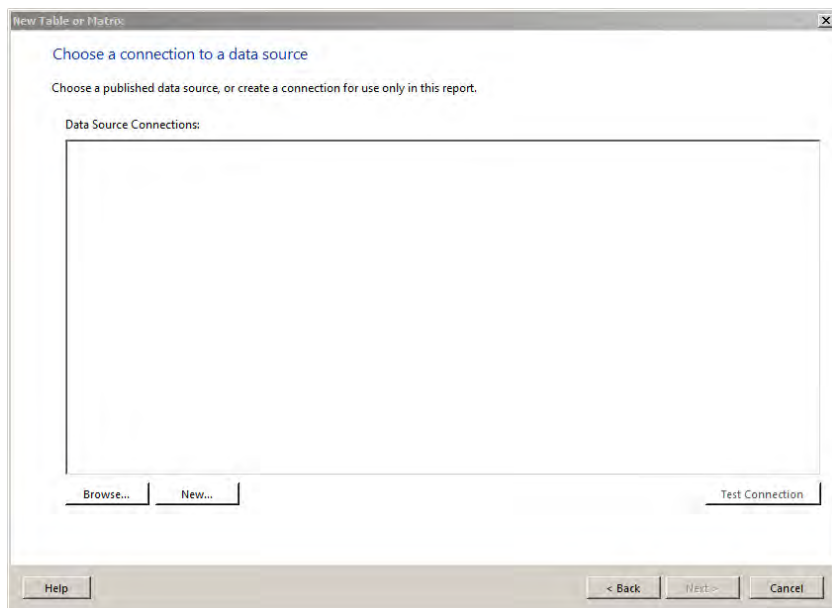 New Table or Matrix
Choose a connection to a data source
Choose a published data source, or create a connection for use only in this report.
Data Source Connections:
Browse... New... Test Connection
Help < Back Next > Cancel